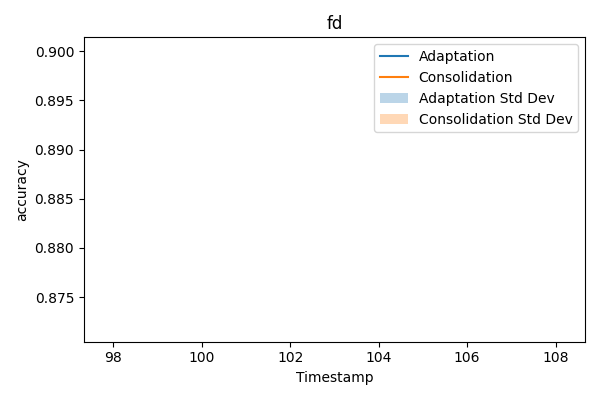 fd
0.900
0.895
0.890
0.885
0.880
0.875
accuracy
98 100 102 104 106 108
Timestamp
Adaptation
Consolidation
Adaptation Std Dev
Consolidation Std Dev